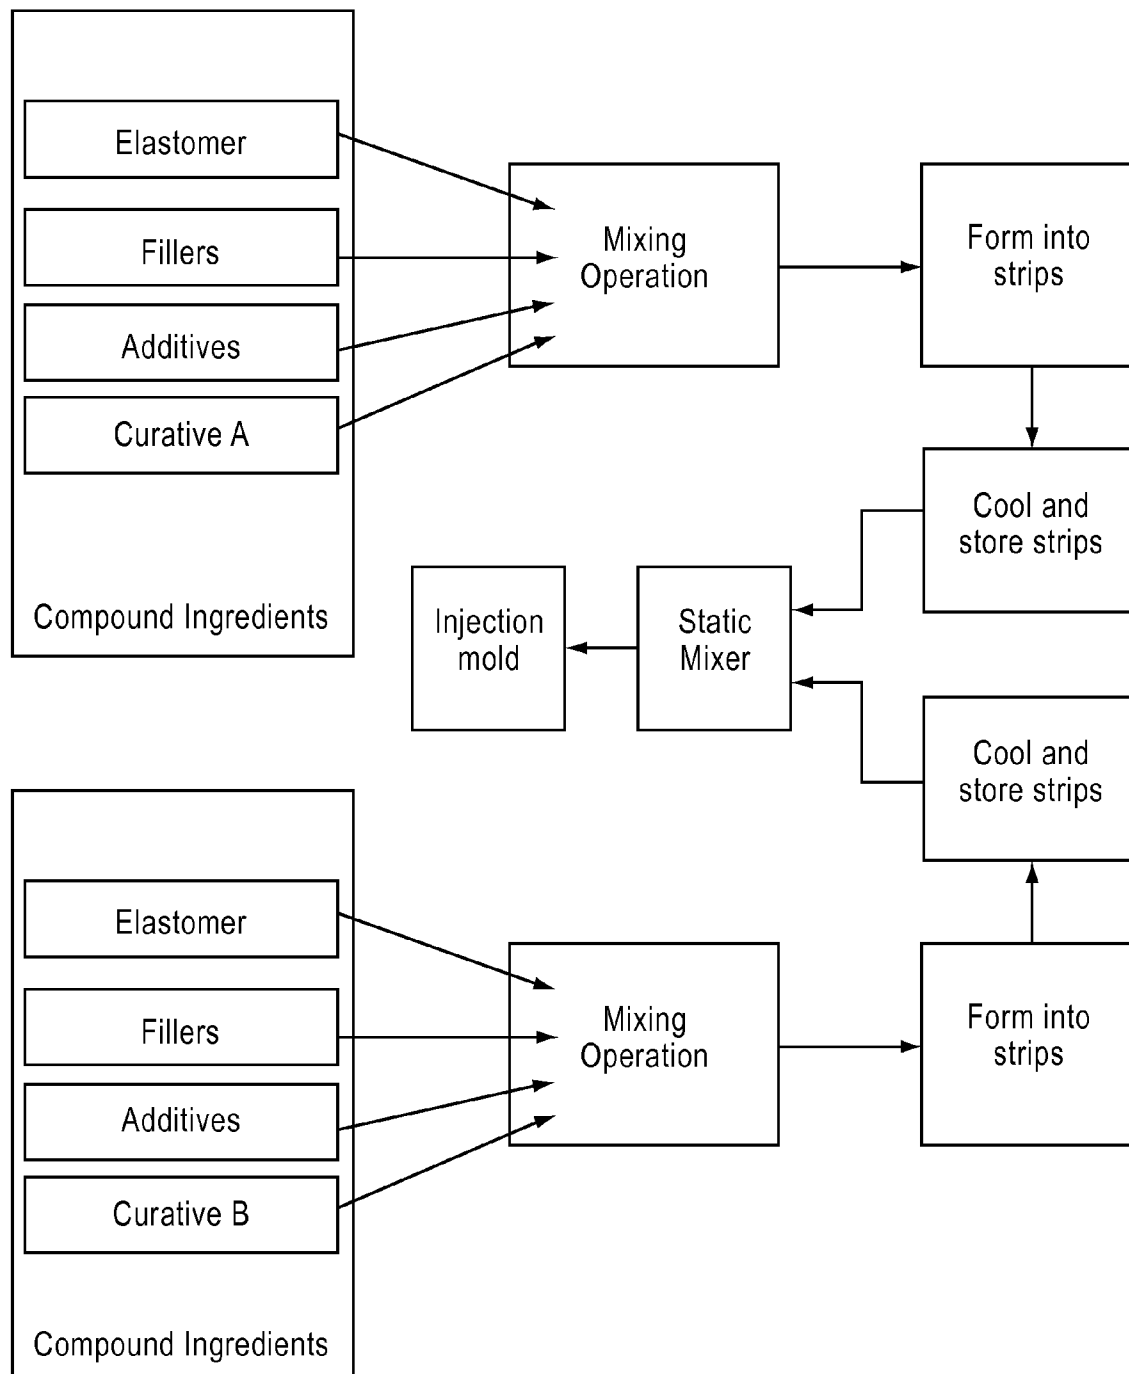 Elastomer
Fillers
Additives
Curative A
Compound Ingredients
Mixing
Operation
Form into
strips
Cool and
store strips
Static
Mixer
Injection
mold
Cool and
store strips
Elastomer
Fillers
Additives
Curative B
Compound Ingredients
Mixing
Operation
Form into
strips